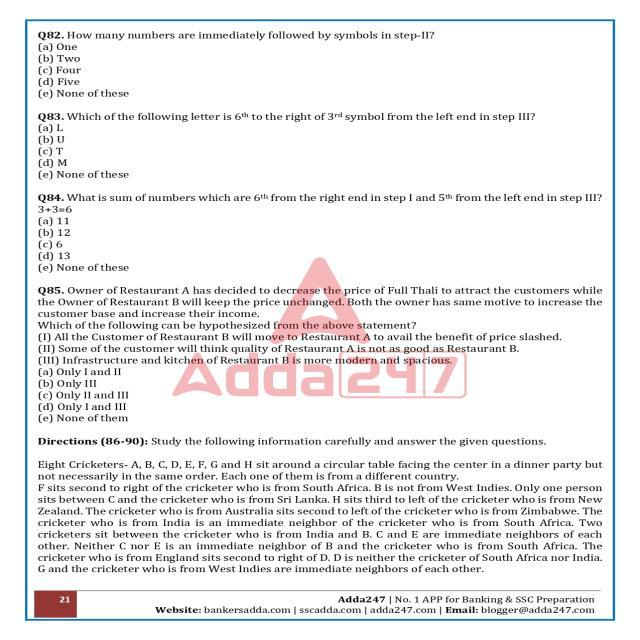 Q82. How many numbers are immediately followed by symbols in step-II?
(a) One
(b) Two
(c) Four
(d) Five
(e) None of these
Q83. Which of the following letter is 6th to the right of 3rd symbol from the left end in step III?
(a) L
(b) U
(c) T
(d) M
(e) None of these
Q84. What is sum of numbers which are 6th from the right end in step I and 5th from the left end in step III?
3+3=6
(a) 11
(b) 12
(c) 6
(d) 13
(e) None of these
Q85. Owner of Restaurant A has decided to decrease the price of Full Thali to attract the customers while
the Owner of Restaurant B will keep the price unchanged. Both the owner has same motive to increase the
customer base and increase their income.
Which of the following can be hypothesized from the above statement?
(I) All the Customer of Restaurant B will move to Restaurant A to avail the benefit of price slashed.
(II) Some of the customer will think quality of Restaurant A is not as good as Restaurant B.
(III) Infrastructure and kitchen of Restaurant B is more modern and spacious.
(a) Only I and II
(b) Only III
(c) Only II and III
(d) Only I and III
(e) None of them
Adda247
Directions (86-90): Study the following information carefully and answer the given questions.
Eight Cricketers- A, B, C, D, E, F, G and H sit around a circular table facing the center in a dinner party but
not necessarily in the same order. Each one of them is from a different country.
F sits second to right of the cricketer who is from South Africa. B is not from West Indies. Only one person
sits between C and the cricketer who is from Sri Lanka. H sits third to left of the cricketer who is from New
Zealand. The cricketer who is from Australia sits second to left of the cricketer who is from Zimbabwe. The
cricketer who is from India is an immediate neighbor of the cricketer who is from South Africa. Two
cricketers sit between the cricketer who is from India and B. C and E are immediate neighbors of each
other. Neither C nor E is an immediate neighbor of B and the cricketer who is from South Africa. The
cricketer who is from England sits second to right of D. D is neither the cricketer of South Africa nor India.
G and the cricketer who is from West Indies are immediate neighbors of each other.
21
Adda247 | No. 1 APP for Banking & SSC Preparation
Website: bankersadda.com | sscadda.com | adda247.com | Email: blogger@adda247.com